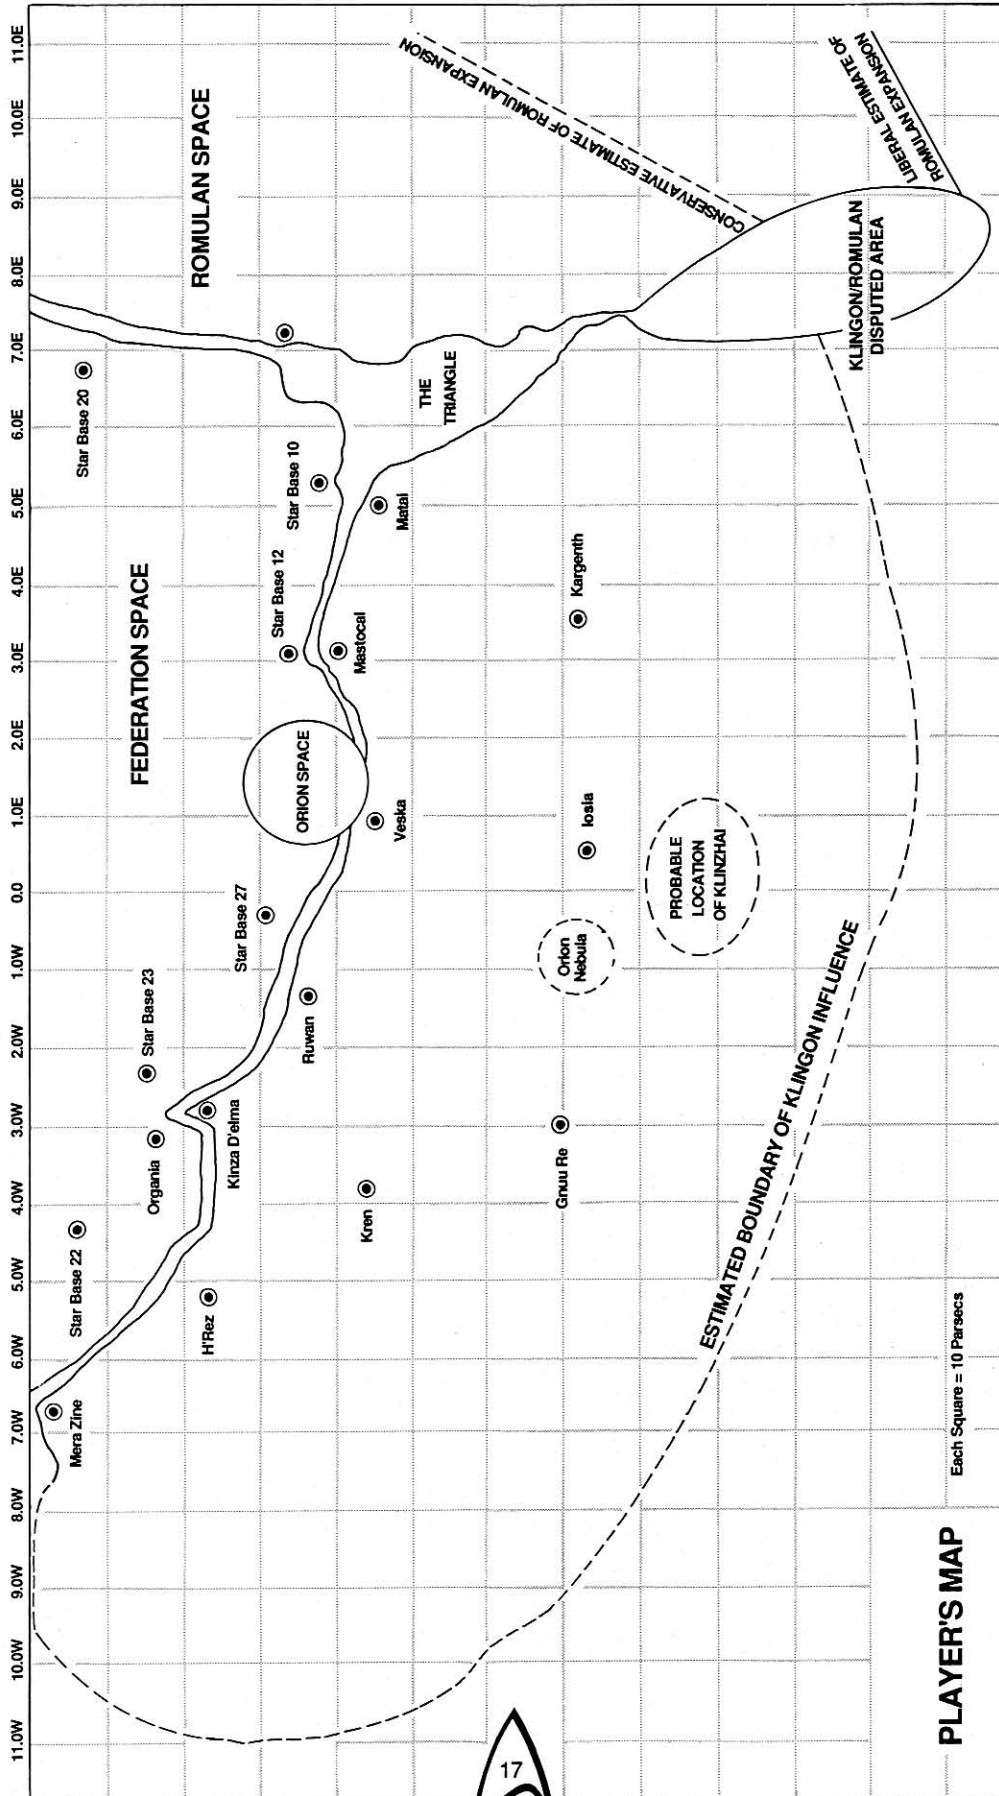 11.0W
10.0W
9.0W
8.0W
7.0W
6.0W
5.0W
4.0W
3.0W
2.0W
1.0W
0.0
1.0E
2.0E
3.0E
4.0E
5.0E
6.0E
7.0E
8.0E
9.0E
10.0E
11.0E
Mera Zine
Star Base 22
Organia
Star Base 23
Star Base 27
FEDERATION SPACE
Star Base 12
Star Base 10
Star Base 20
ROMULAN SPACE
H'Rez
Kinza D'elma
Ruwan
ORION SPACE
Veska
Mastocal
Matai
THE
TRIANGLE
CONSERVATIVE ESTIMATE OF ROMULAN EXPANSION
LIBERAL ESTIMATE OF
ROMULAN EXPANSION
Kren
Gnuu Re
Orion
Nebula
Iosia
Kargenth
PROBABLE
LOCATION
OF KLINZHAI
KLINGON/ROMULAN
DISPUTED AREA
ESTIMATED BOUNDARY OF KLINGON INFLUENCE
17
PLAYER'S MAP
Each Square = 10 Parsecs